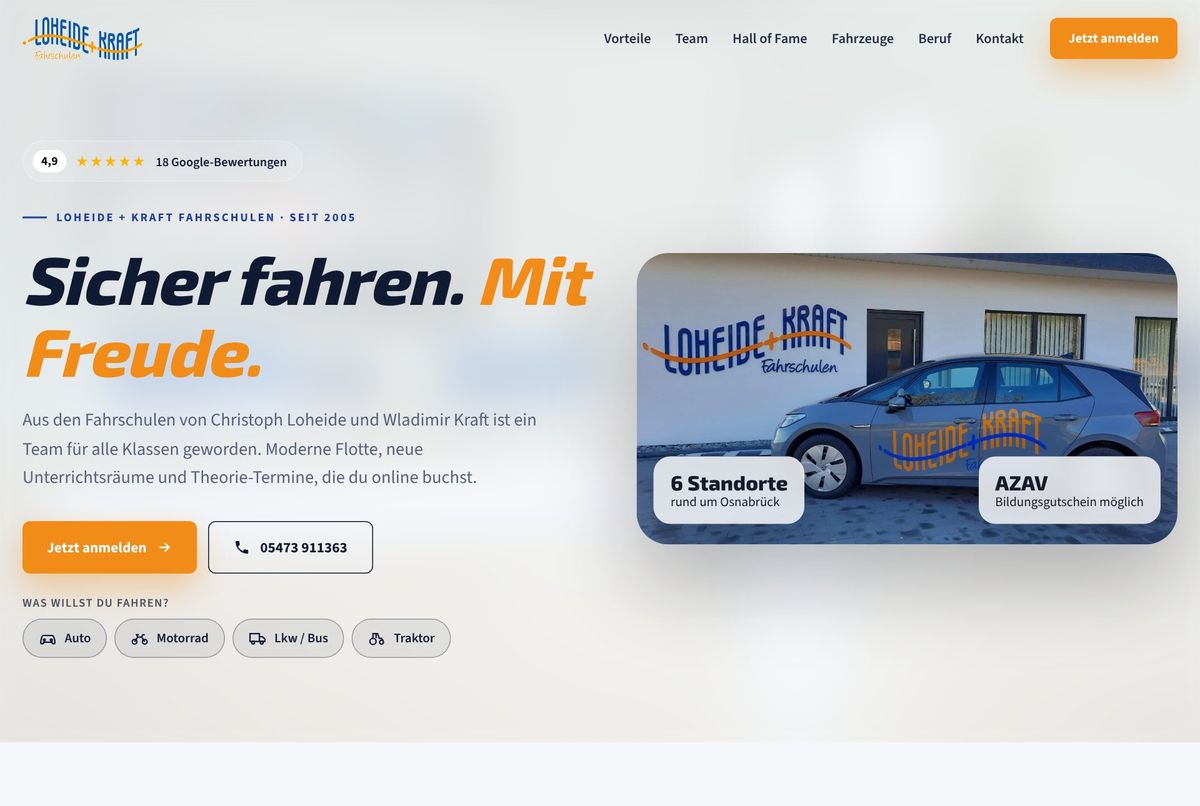 LOHEIDE + KRAFT
Fahrschulen
Vorteile
Team
Hall of Fame
Fahrzeuge
Beruf
Kontakt
Jetzt anmelden
4,9 ★★★★★ 18 Google-Bewertungen
LOHEIDE + KRAFT FAHRSCHULEN · SEIT 2005
Sicher fahren. Mit
Freude.
Aus den Fahrschulen von Christoph Loheide und Wladimir Kraft ist ein
Team für alle Klassen geworden. Moderne Flotte, neue
Unterrichtsräume und Theorie-Termine, die du online buchst.
Jetzt anmelden →
05473 911363
WAS WILLST DU FAHREN?
Auto
Motorrad
Lkw / Bus
Traktor
LOHEIDE + KRAFT
Fahrschulen
LOHEIDE + KRAFT
6 Standorte
rund um Osnabrück
AZAV
Bildungsgutschein möglich